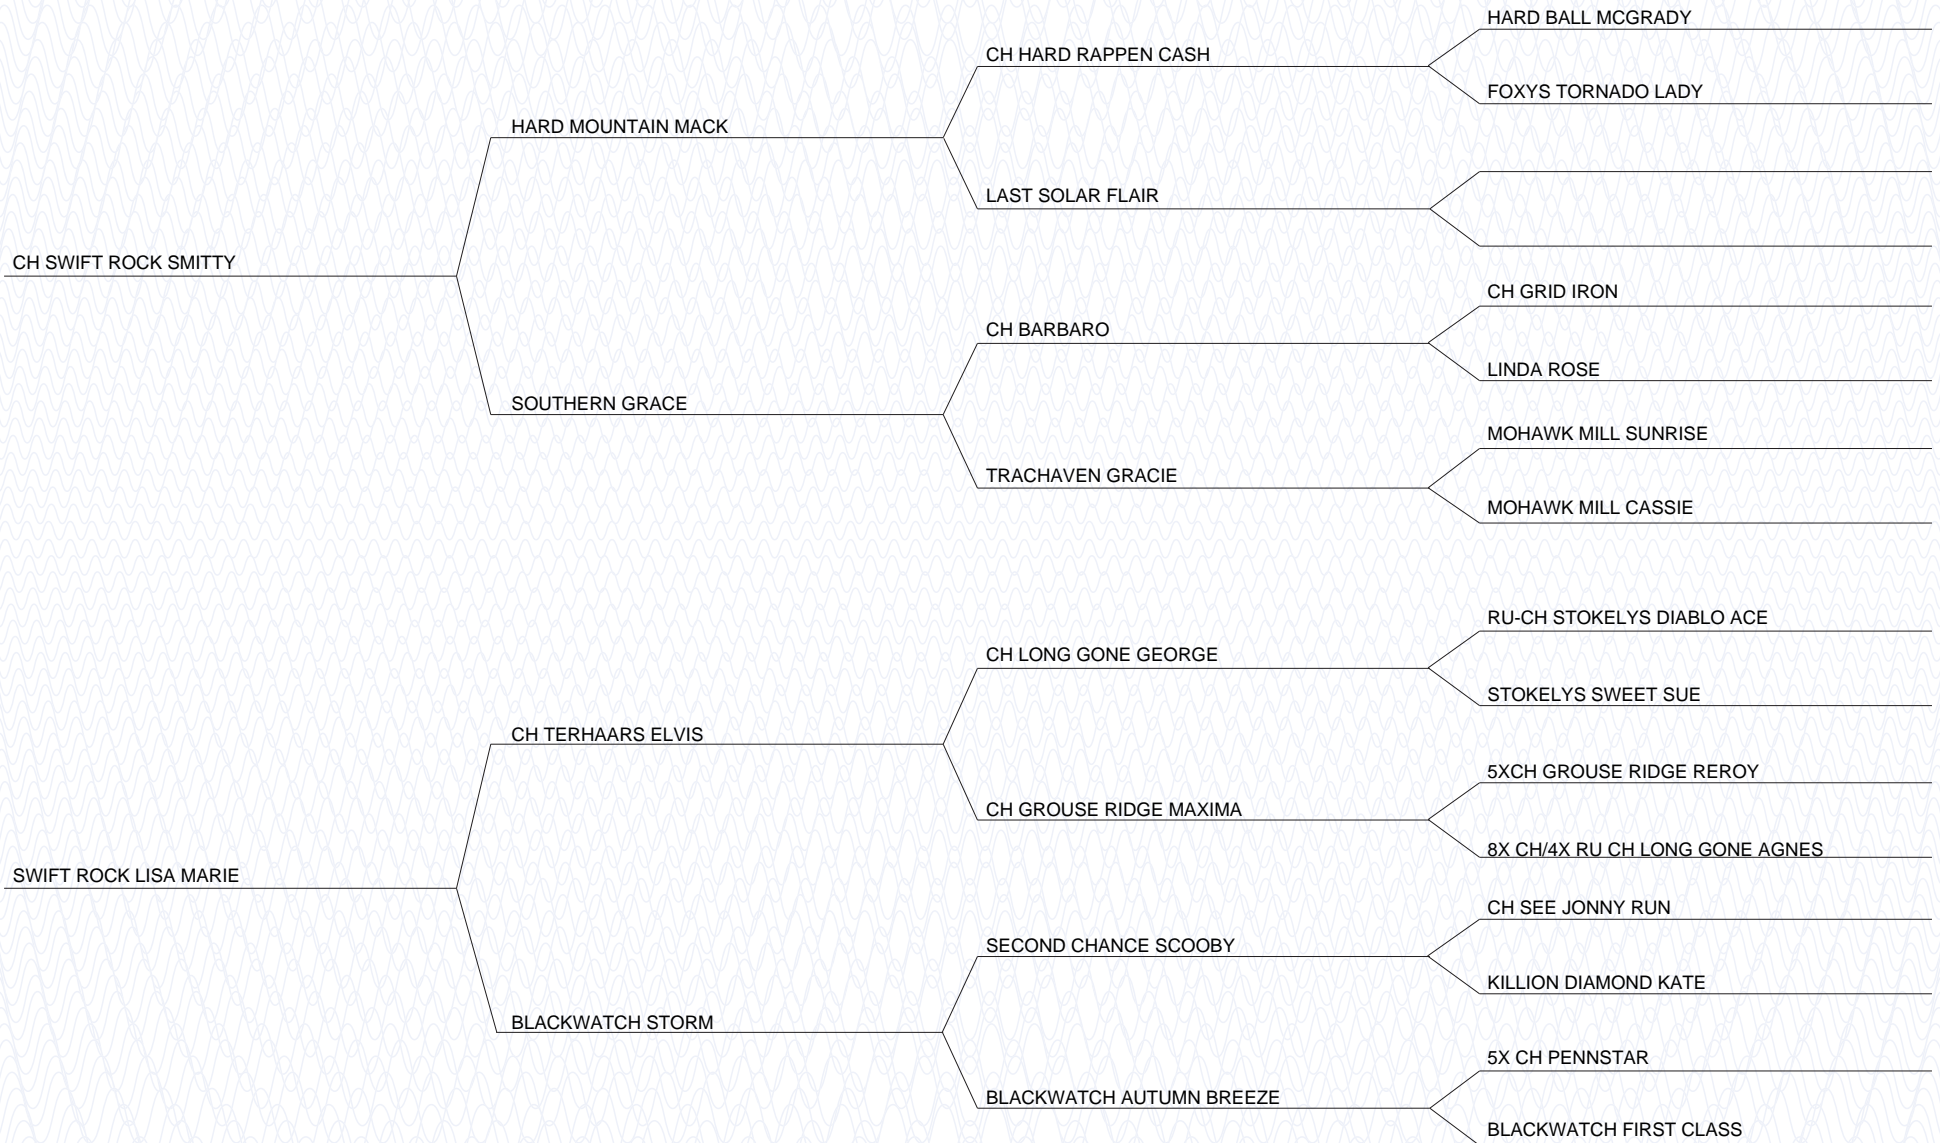 HARD BALL MCGRADY
CH HARD RAPPEN CASH
FOXYS TORNADO LADY
HARD MOUNTAIN MACK
LAST SOLAR FLAIR
CH SWIFT ROCK SMITTY
CH GRID IRON
CH BARBARO
LINDA ROSE
SOUTHERN GRACE
MOHAWK MILL SUNRISE
TRACHAVEN GRACIE
MOHAWK MILL CASSIE
RU-CH STOKELYS DIABLO ACE
CH LONG GONE GEORGE
STOKELYS SWEET SUE
CH TERHAARS ELVIS
5XCH GROUSE RIDGE REROY
CH GROUSE RIDGE MAXIMA
8X CH/4X RU CH LONG GONE AGNES
SWIFT ROCK LISA MARIE
CH SEE JONNY RUN
SECOND CHANCE SCOOBY
KILLION DIAMOND KATE
BLACKWATCH STORM
5X CH PENNSTAR
BLACKWATCH AUTUMN BREEZE
BLACKWATCH FIRST CLASS